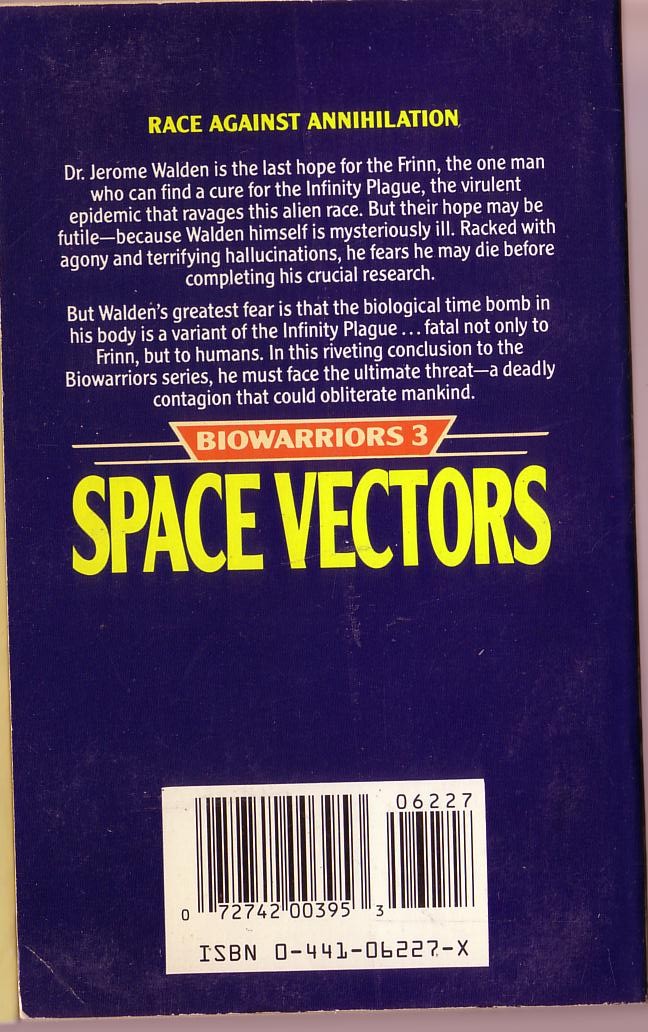 RACE AGAINST ANNIHILATION
Dr. Jerome Walden is the last hope for the Frinn, the one man
who can find a cure for the Infinity Plague, the virulent
epidemic that ravages this alien race. But their hope may be
futile—because Walden himself is mysteriously ill. Racked with
agony and terrifying hallucinations, he fears he may die before
completing his crucial research.
But Walden's greatest fear is that the biological time bomb in
his body is a variant of the Infinity Plague ... fatal not only to
Frinn, but to humans. In this riveting conclusion to the
Biowarriors series, he must face the ultimate threat—a deadly
contagion that could obliterate mankind.
BIOWARRIORS 3
SPACE VECTORS
06227
0 72742 00395 3
ISBN 0-441-06227-X